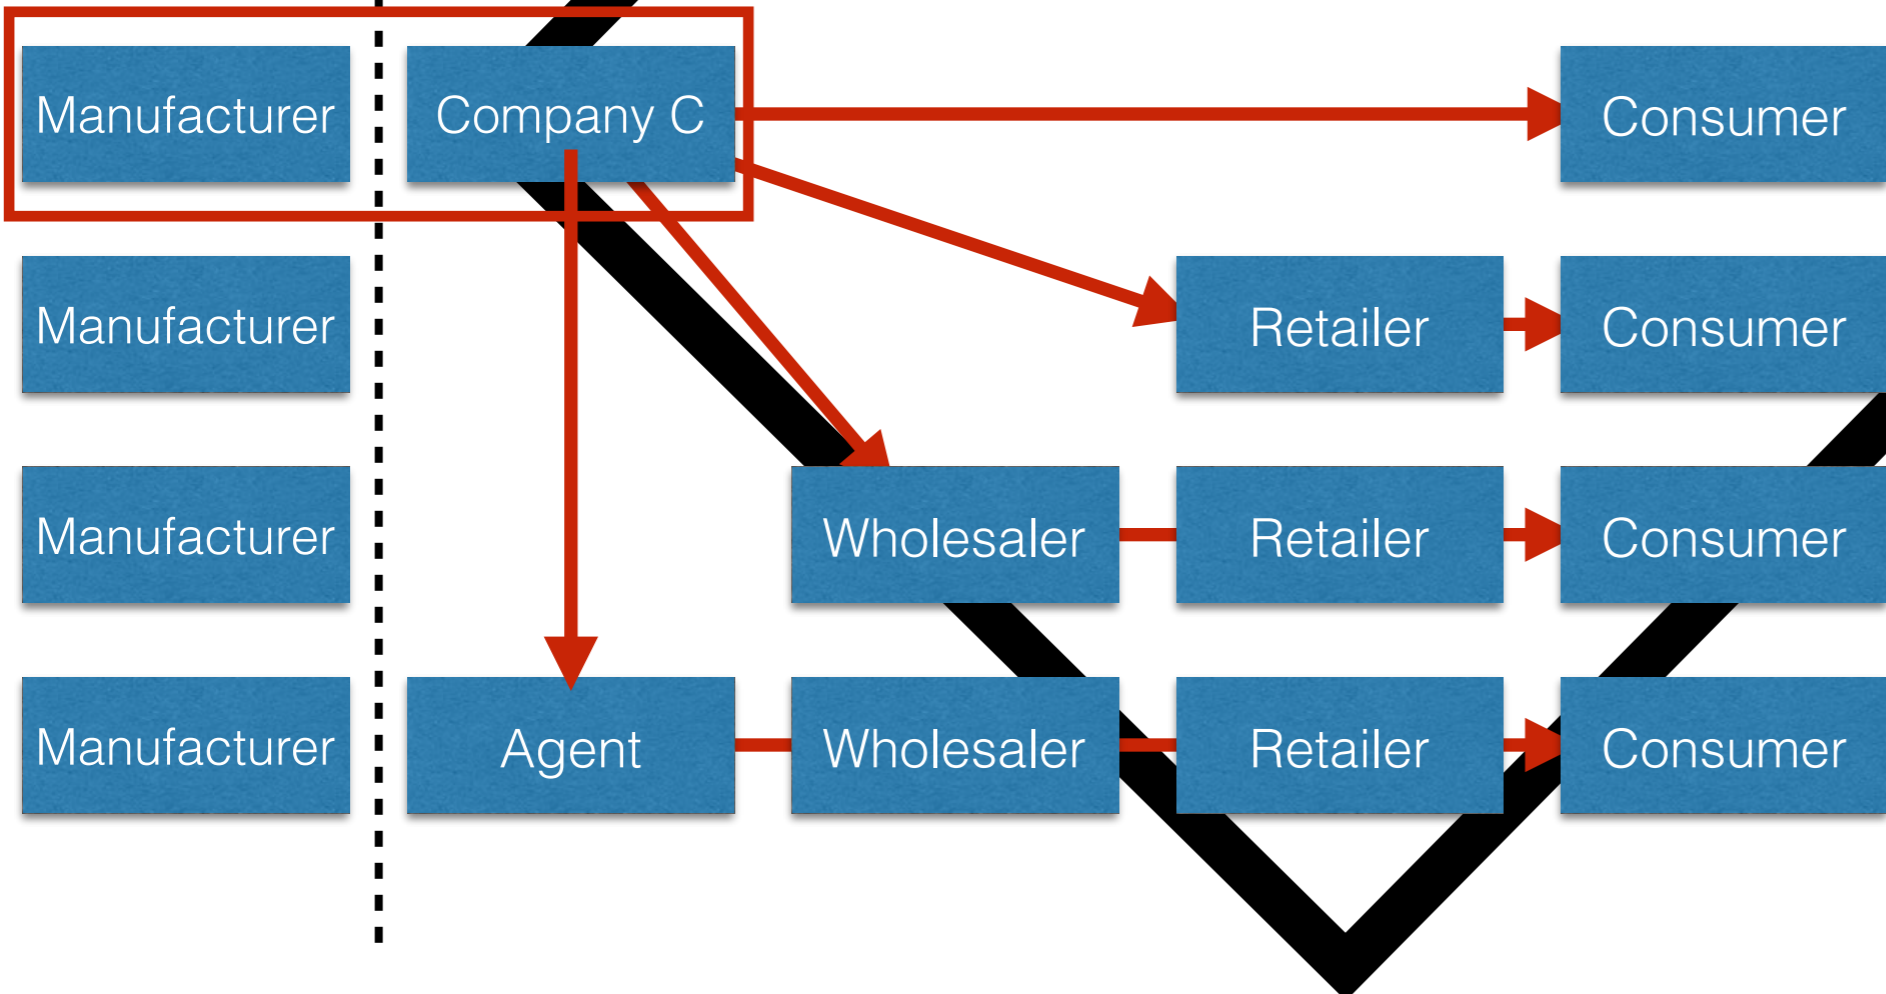 Manufacturer
Company C
Consumer
Manufacturer
Retailer
Consumer
Manufacturer
Wholesaler
Retailer
Consumer
Manufacturer
Agent
Wholesaler
Retailer
Consumer